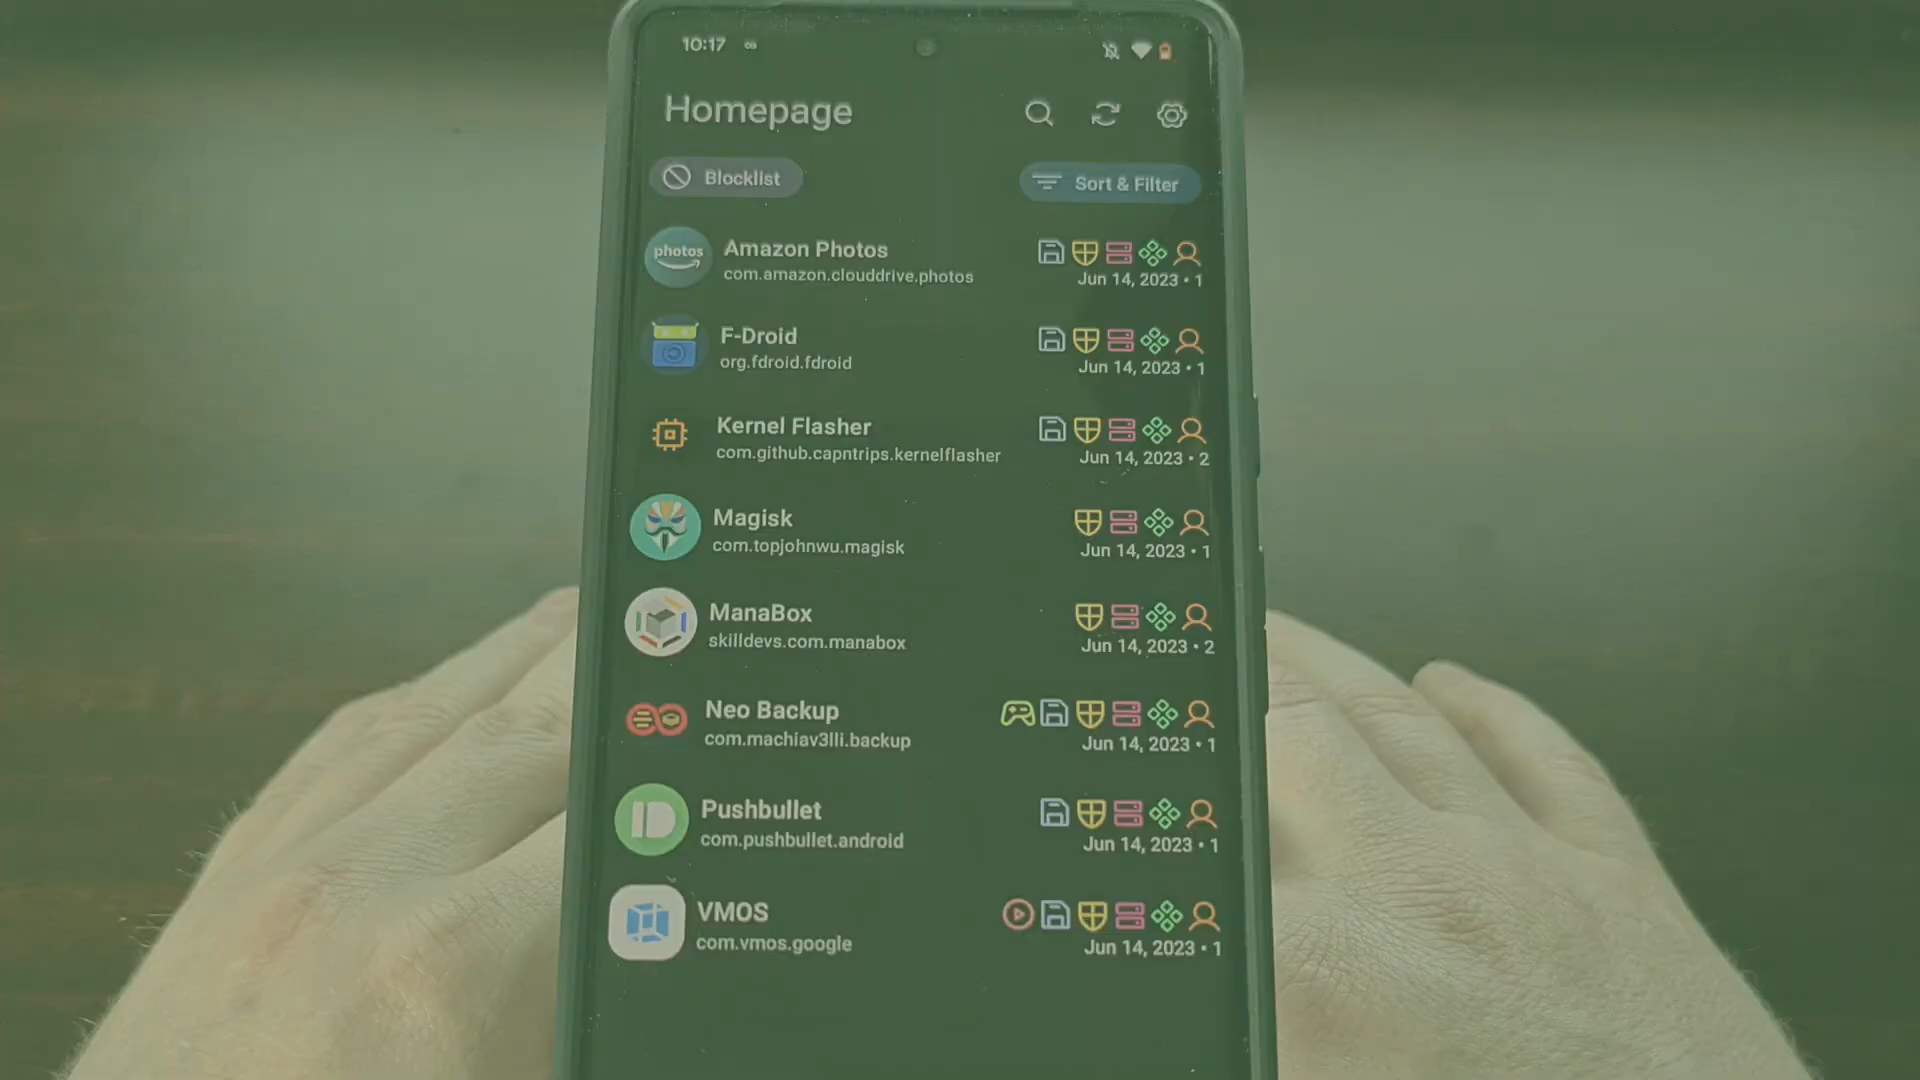 10:17
Homepage
Blocklist
Sort & Filter
photos
Amazon Photos
com.amazon.clouddrive.photos
Jun 14, 2023 • 1
F-Droid
org.fdroid.fdroid
Jun 14, 2023 • 1
Kernel Flasher
com.github.capntrips.kernelflasher
Jun 14, 2023 • 2
Magisk
com.topjohnwu.magisk
Jun 14, 2023 • 1
ManaBox
skilldevs.com.manabox
Jun 14, 2023 • 2
Neo Backup
com.machiav3lli.backup
Jun 14, 2023 • 1
Pushbullet
com.pushbullet.android
Jun 14, 2023 • 1
VMOS
com.vmos.google
Jun 14, 2023 • 1